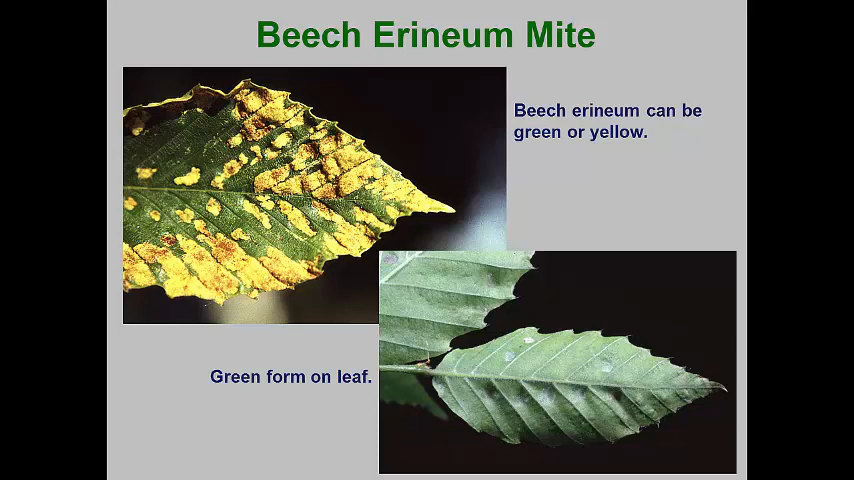 Beech Erineum Mite
Beech erineum can be
green or yellow.
Green form on leaf.